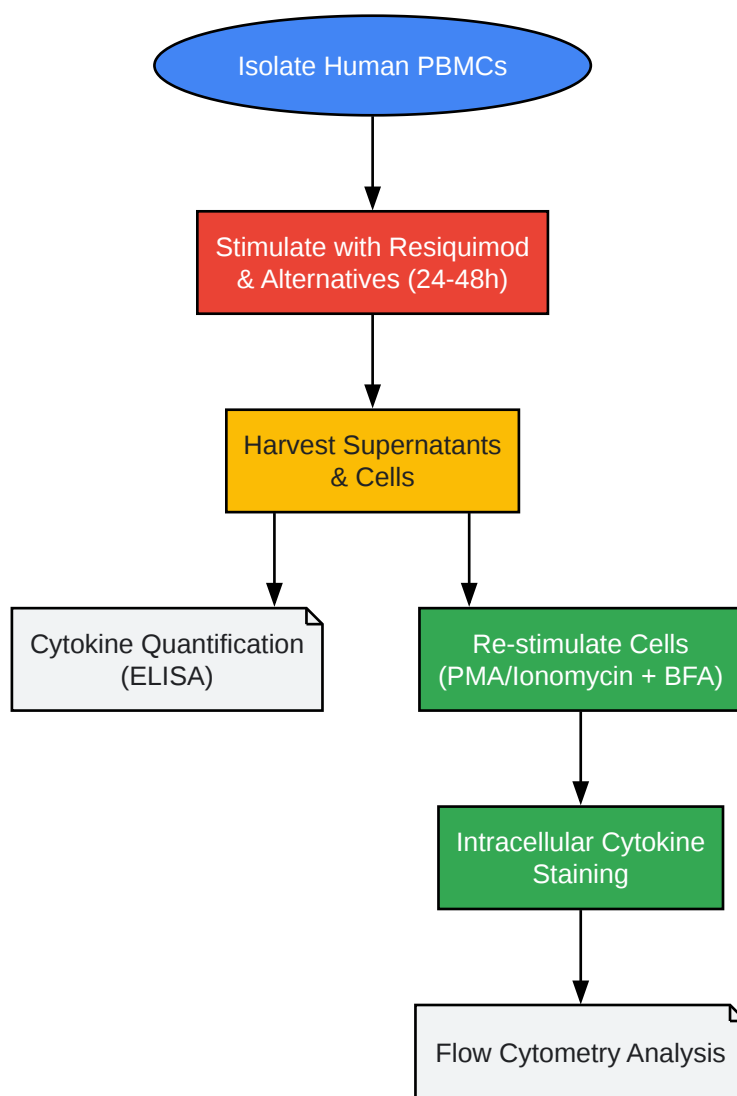 Isolate Human PBMCs
Stimulate with Resiquimod
& Alternatives (24-48h)
Harvest Supernatants
& Cells
Cytokine Quantification
(ELISA)
Re-stimulate Cells
(PMA/Ionomycin + BFA)
Intracellular Cytokine
Staining
Flow Cytometry Analysis